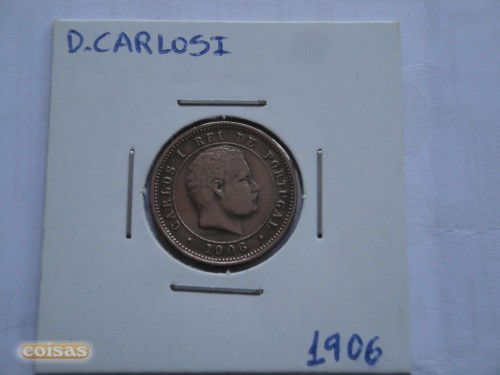 D. CARLOS I
CARLOS I REI DE PORTUGAL
· 1906 ·
1906
coisas